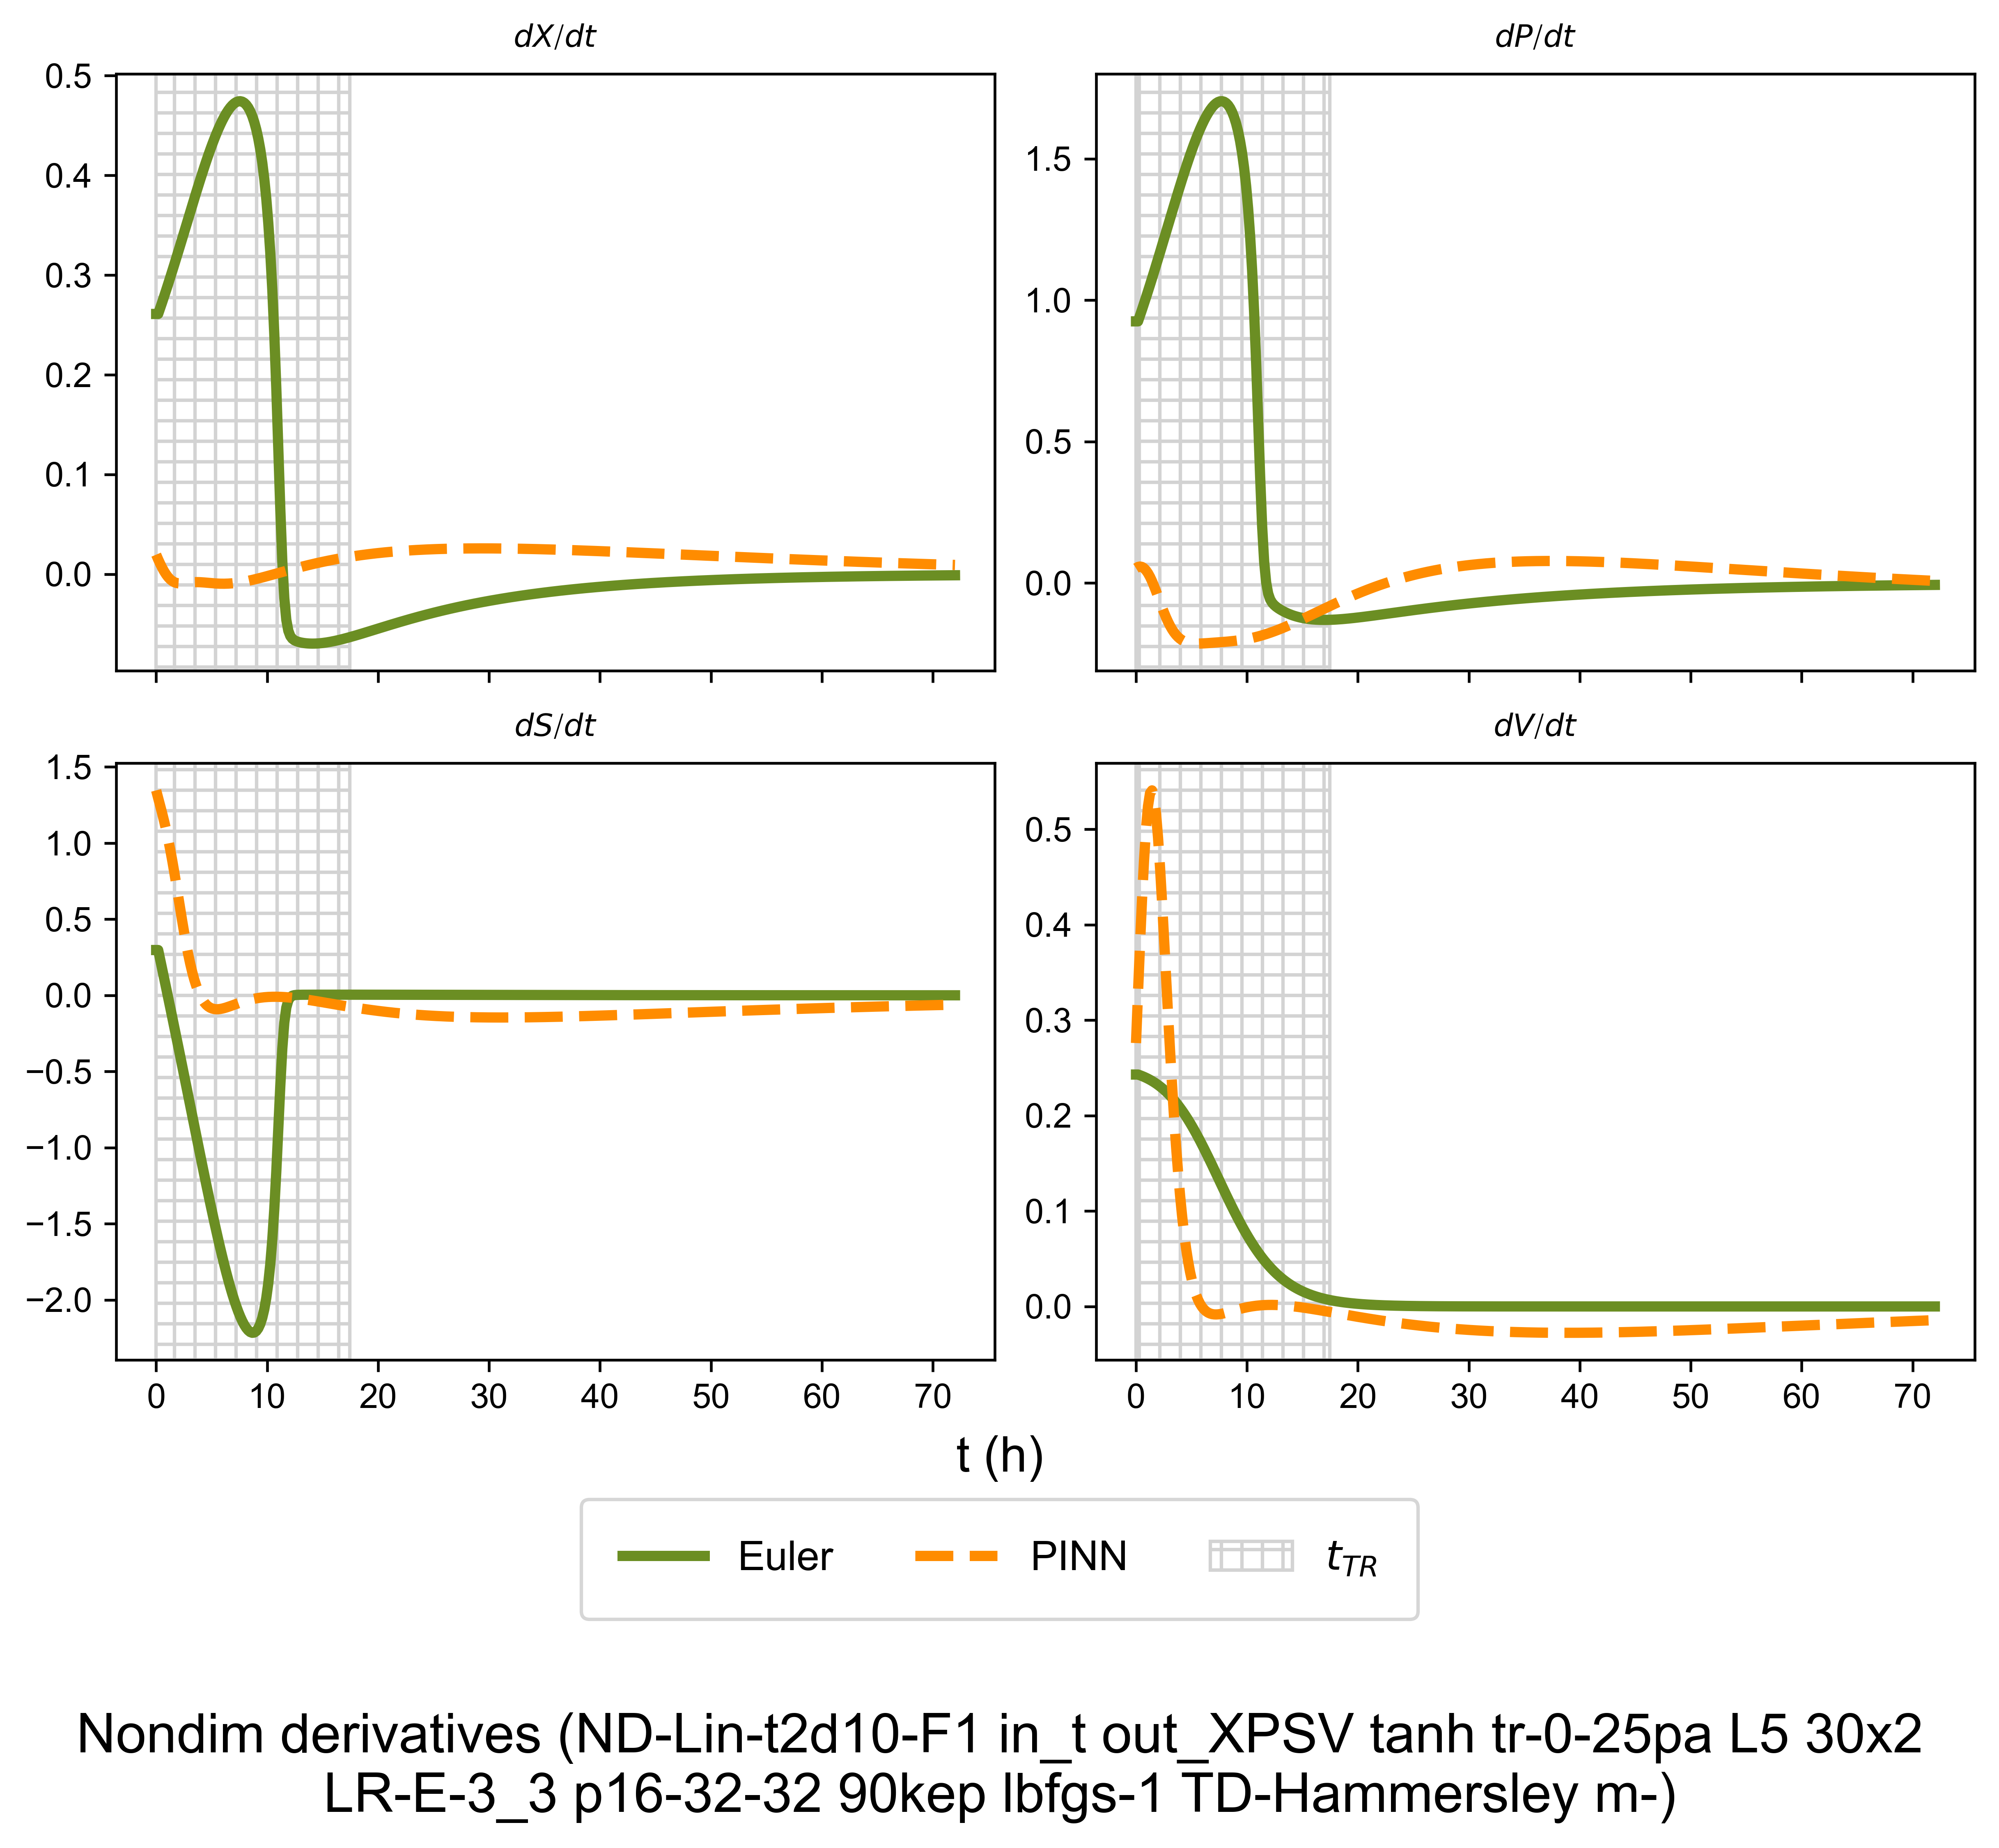 dX/dt
dP/dt
0.5
0.4
0.3
0.2
0.1
0.0
1.5
1.0
0.5
0.0
dS/dt
dV/dt
1.5
1.0
0.5
0.0
−0.5
−1.0
−1.5
−2.0
0 10 20 30 40 50 60 70
0.5
0.4
0.3
0.2
0.1
0.0
0 10 20 30 40 50 60 70
t (h)
Euler PINN t_{TR}
Nondim derivatives (ND-Lin-t2d10-F1 in_t out_XPSV tanh tr-0-25pa L5 30x2
LR-E-3_3 p16-32-32 90kep lbfgs-1 TD-Hammersley m-)